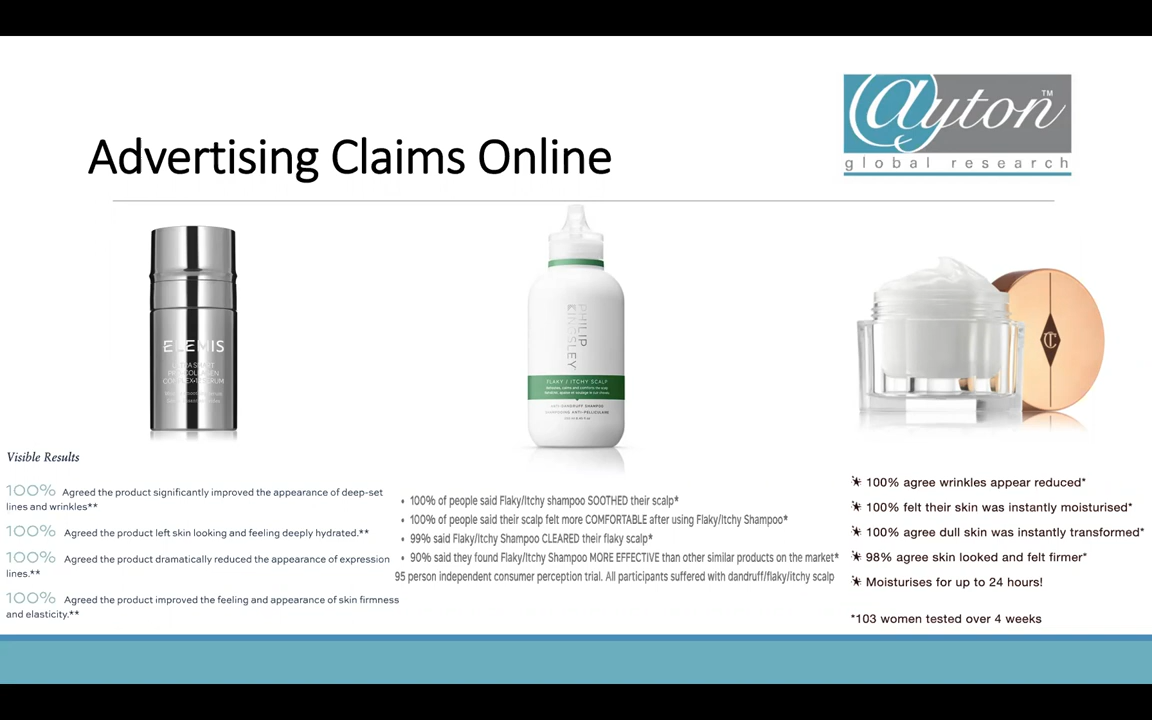 Advertising Claims Online
@yton™
global research
ELEMIS
PHILIP
KINGSLEY
FLAKY / ITCHY SCALP
ANTI-DANDRUFF SHAMPOO
SHAMPOOING ANTI-PELLICULAIRE
CT
Visible Results
100% Agreed the product significantly improved the appearance of deep-set
lines and wrinkles**
100% Agreed the product left skin looking and feeling deeply hydrated.**
100% Agreed the product dramatically reduced the appearance of expression
lines.**
100% Agreed the product improved the feeling and appearance of skin firmness
and elasticity.**
• 100% of people said Flaky/Itchy shampoo SOOTHED their scalp*
• 100% of people said their scalp felt more COMFORTABLE after using Flaky/Itchy Shampoo*
• 99% said Flaky/Itchy Shampoo CLEARED their flaky scalp*
• 90% said they found Flaky/Itchy Shampoo MORE EFFECTIVE than other similar products on the market*
95 person independent consumer perception trial. All participants suffered with dandruff/flaky/itchy scalp
100% agree wrinkles appear reduced*
100% felt their skin was instantly moisturised*
100% agree dull skin was instantly transformed*
98% agree skin looked and felt firmer*
Moisturises for up to 24 hours!
*103 women tested over 4 weeks